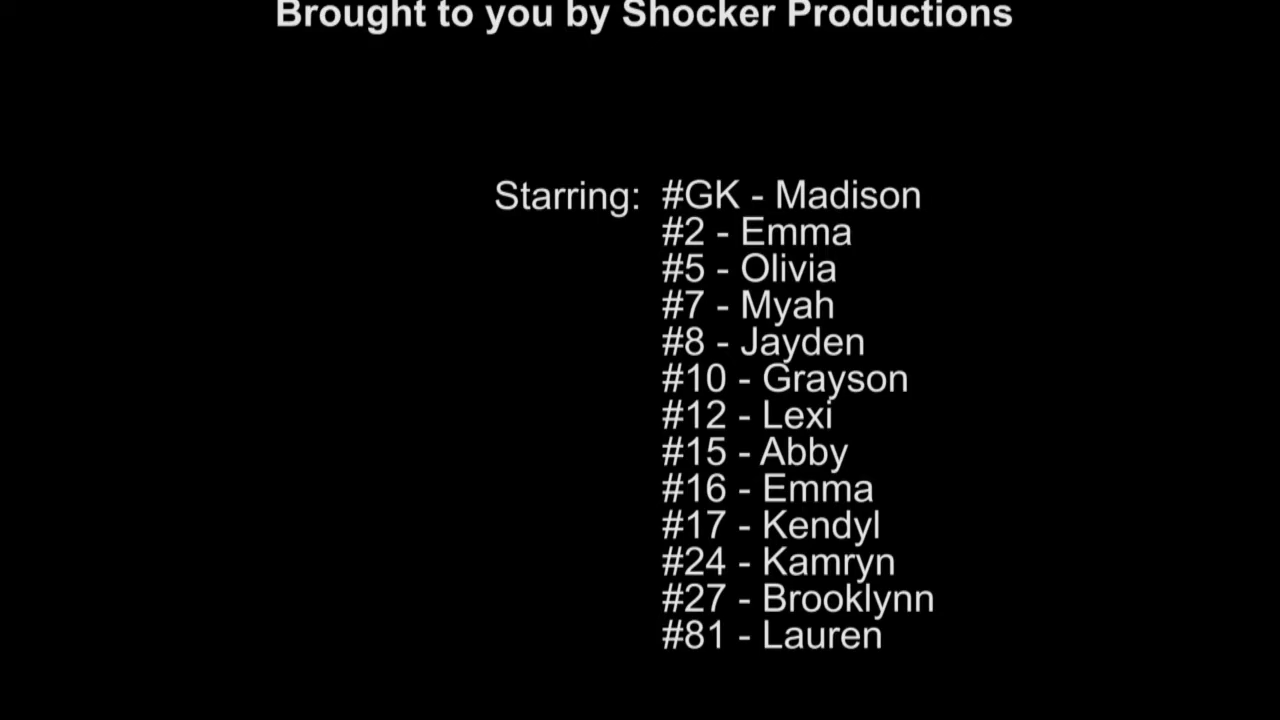 Brought to you by Shocker Productions
Starring: #GK - Madison
#2 - Emma
#5 - Olivia
#7 - Myah
#8 - Jayden
#10 - Grayson
#12 - Lexi
#15 - Abby
#16 - Emma
#17 - Kendyl
#24 - Kamryn
#27 - Brooklynn
#81 - Lauren